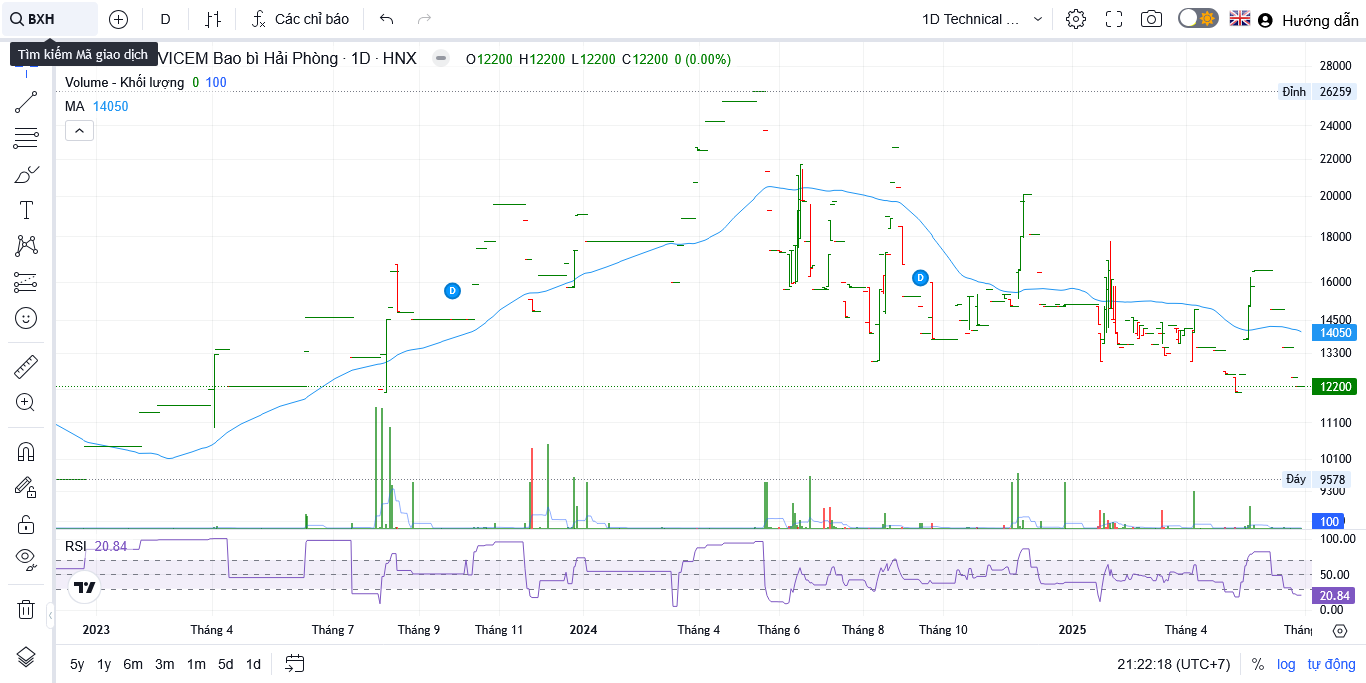 BXH D Các chỉ báo 1D Technical ... Hướng dẫn
Tìm kiếm Mã giao dịch
VICEM Bao bì Hải Phòng · 1D · HNX O12200 H12200 L12200 C12200 0 (0.00%)
Volume - Khối lượng 0 100
MA 14050
28000
Đỉnh 26259
24000
22000
20000
18000
16000
14500
14050
13300
12200
11100
10100
Đáy 9578
9300
100
D
D
RSI 20.84
100.00
50.00
20.84
0.00
2023 Tháng 4 Tháng 7 Tháng 9 Tháng 11 2024 Tháng 4 Tháng 6 Tháng 8 Tháng 10 2025 Tháng 4 Thán
5y 1y 6m 3m 1m 5d 1d 21:22:18 (UTC+7) % log tự động